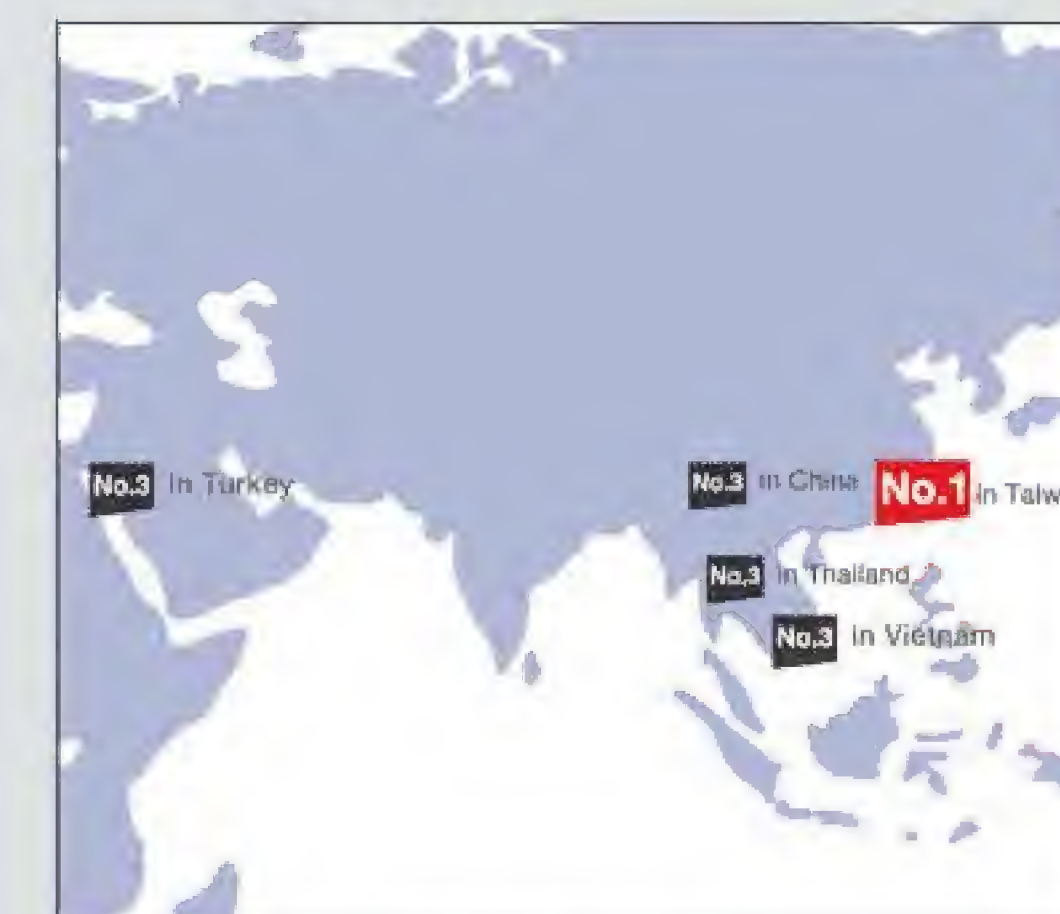 No.3 in Turkey
No.3 in China
No.1 in Taiw
No.3 in Thailand
No.3 in Vietnam